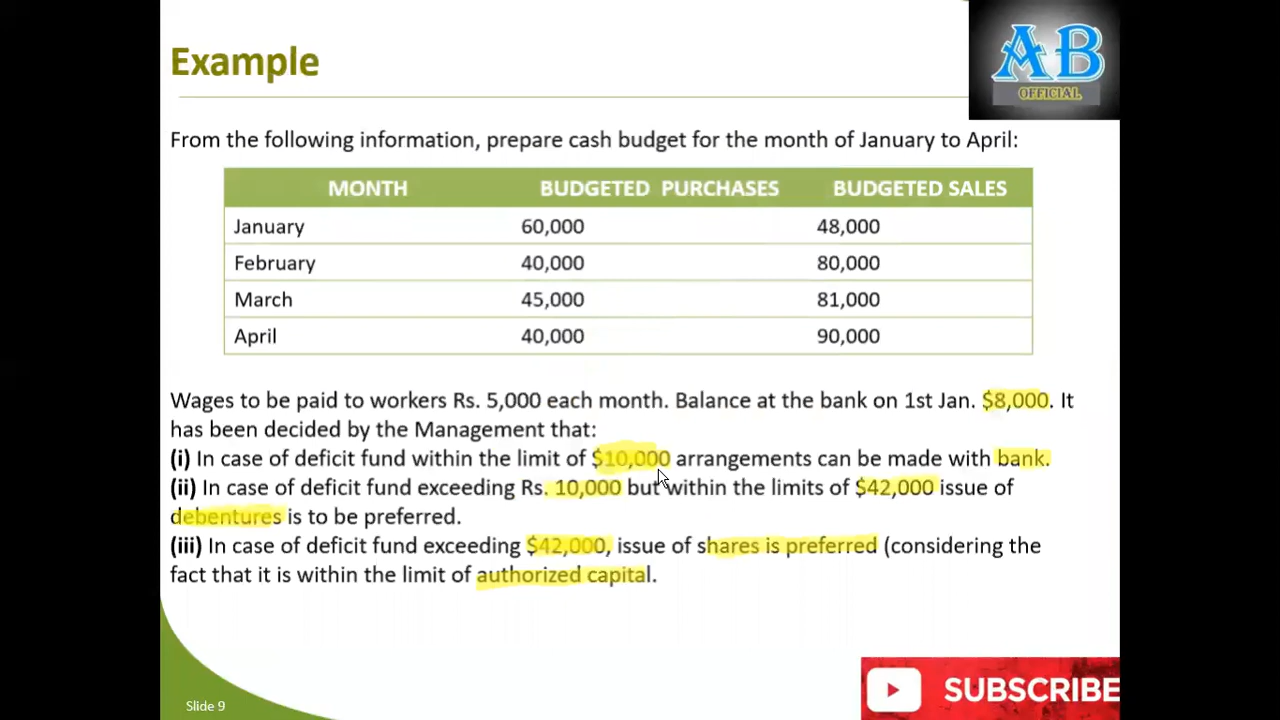 Example
AB
OFFICIAL
From the following information, prepare cash budget for the month of January to April:
MONTH BUDGETED PURCHASES BUDGETED SALES
January 60,000 48,000
February 40,000 80,000
March 45,000 81,000
April 40,000 90,000
Wages to be paid to workers Rs. 5,000 each month. Balance at the bank on 1st Jan. $8,000. It
has been decided by the Management that:
(i) In case of deficit fund within the limit of $10,000 arrangements can be made with bank.
(ii) In case of deficit fund exceeding Rs. 10,000 but within the limits of $42,000 issue of
debentures is to be preferred.
(iii) In case of deficit fund exceeding $42,000, issue of shares is preferred (considering the
fact that it is within the limit of authorized capital.
Slide 9
SUBSCRIBE